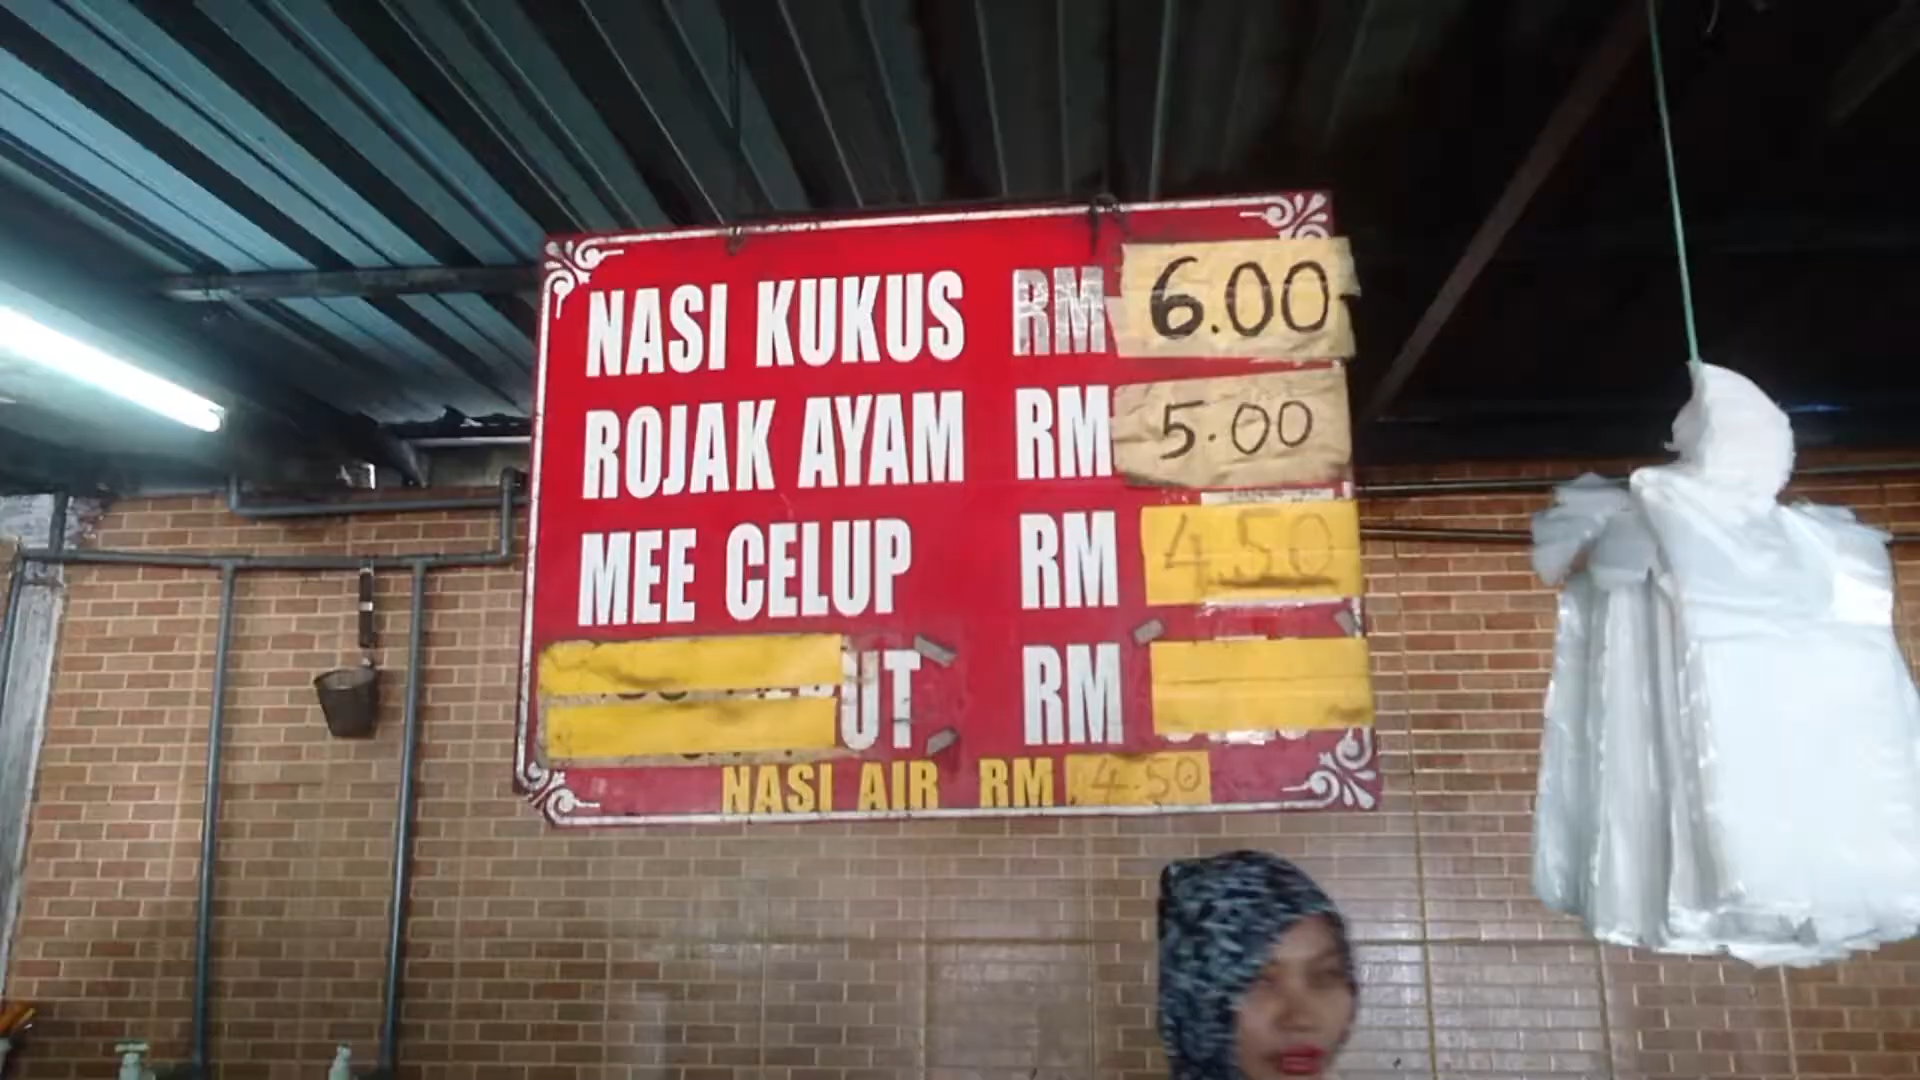 NASI KUKUS RM 6.00
ROJAK AYAM RM 5.00
MEE CELUP RM 4.50
RM
NASI AIR RM 4.50